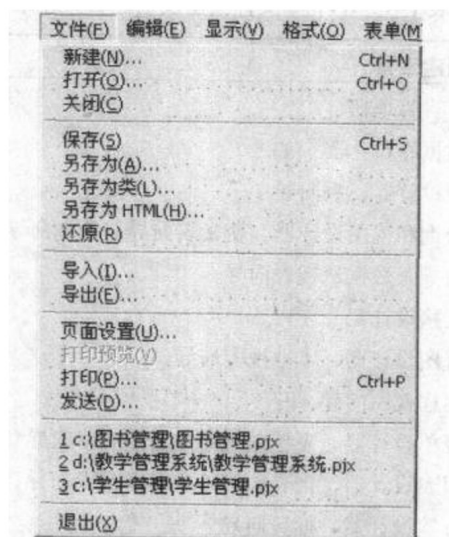 文件(F) 编辑(E) 显示(V) 格式(O) 表单(M
新建(N)... Ctrl+N
打开(O)... Ctrl+O
关闭(C)
保存(S) Ctrl+S
另存为(A)...
另存为类(L)...
另存为 HTML(H)...
还原(R)
导入(I)...
导出(E)...
页面设置(U)...
打印预览(V)
打印(P)... Ctrl+P
发送(D)...
1 c:\图书管理\图书管理.pjx
2 d:\教学管理系统\教学管理系统.pjx
3 c:\学生管理\学生管理.pjx
退出(X)